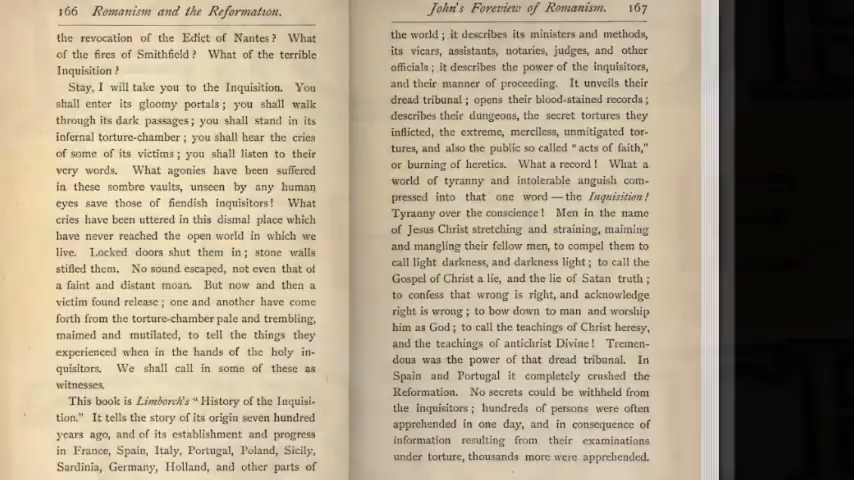 166 Romanism and the Reformation.
the revocation of the Edict of Nantes? What
of the fires of Smithfield? What of the terrible
Inquisition?
Stay, I will take you to the Inquisition. You
shall enter its gloomy portals; you shall walk
through its dark passages; you shall stand in its
infernal torture-chamber; you shall hear the cries
of some of its victims; you shall listen to their
very words. What agonies have been suffered
in these sombre vaults, unseen by any human
eyes save those of fiendish inquisitors! What
cries have been uttered in this dismal place which
have never reached the open world in which we
live. Locked doors shut them in; stone walls
stifled them. No sound escaped, not even that of
a faint and distant moan. But now and then a
victim found release; one and another have come
forth from the torture-chamber pale and trembling,
maimed and mutilated, to tell the things they
experienced when in the hands of the holy in-
quisitors. We shall call in some of these as
witnesses.
This book is Limborch's "History of the Inquisi-
tion." It tells the story of its origin seven hundred
years ago, and of its establishment and progress
in France, Spain, Italy, Portugal, Poland, Sicily,
Sardinia, Germany, Holland, and other parts of
John's Foreview of Romanism. 167
the world; it describes its ministers and methods,
its vicars, assistants, notaries, judges, and other
officials; it describes the power of the inquisitors,
and their manner of proceeding. It unveils their
dread tribunal; opens their blood-stained records;
describes their dungeons, the secret tortures they
inflicted, the extreme, merciless, unmitigated tor-
tures, and also the public so called "acts of faith,"
or burning of heretics. What a record! What a
world of tyranny and intolerable anguish com-
pressed into that one word—the Inquisition!
Tyranny over the conscience! Men in the name
of Jesus Christ stretching and straining, maiming
and mangling their fellow men, to compel them to
call light darkness, and darkness light; to call the
Gospel of Christ a lie, and the lie of Satan truth;
to confess that wrong is right, and acknowledge
right is wrong; to bow down to man and worship
him as God; to call the teachings of Christ heresy,
and the teachings of antichrist Divine! Tremen-
dous was the power of that dread tribunal. In
Spain and Portugal it completely crushed the
Reformation. No secrets could be withheld from
the inquisitors; hundreds of persons were often
apprehended in one day, and in consequence of
information resulting from their examinations
under torture, thousands more were apprehended.